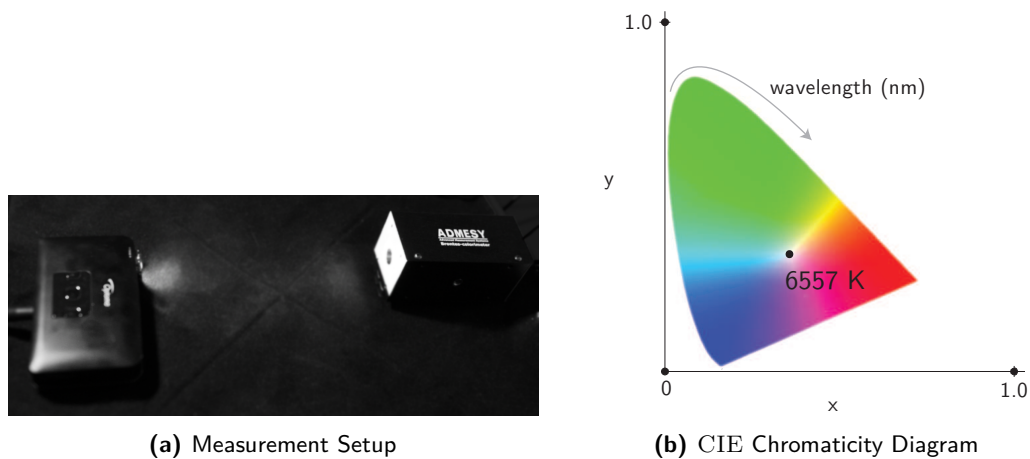 ADMESY
(a) Measurement Setup
1.0
wavelength (nm)
y
6557 K
0
1.0
x
(b) CIE Chromaticity Diagram